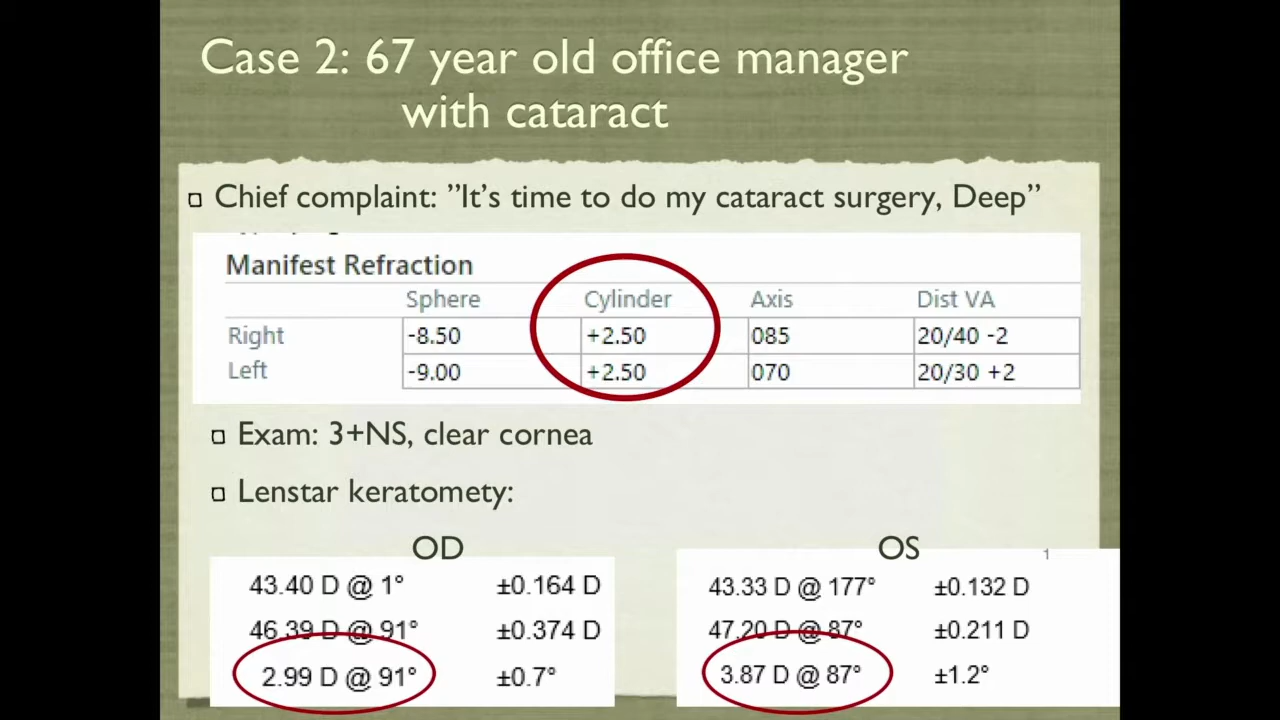 Case 2: 67 year old office manager
with cataract
▫ Chief complaint: ”It’s time to do my cataract surgery, Deep”
Manifest Refraction
Sphere Cylinder Axis Dist VA
Right -8.50 +2.50 085 20/40 -2
Left -9.00 +2.50 070 20/30 +2
▫ Exam: 3+NS, clear cornea
▫ Lenstar keratomety:
OD OS 1
43.40 D @ 1° ±0.164 D 43.33 D @ 177° ±0.132 D
46.39 D @ 91° ±0.374 D 47.20 D @ 87° ±0.211 D
2.99 D @ 91° ±0.7° 3.87 D @ 87° ±1.2°